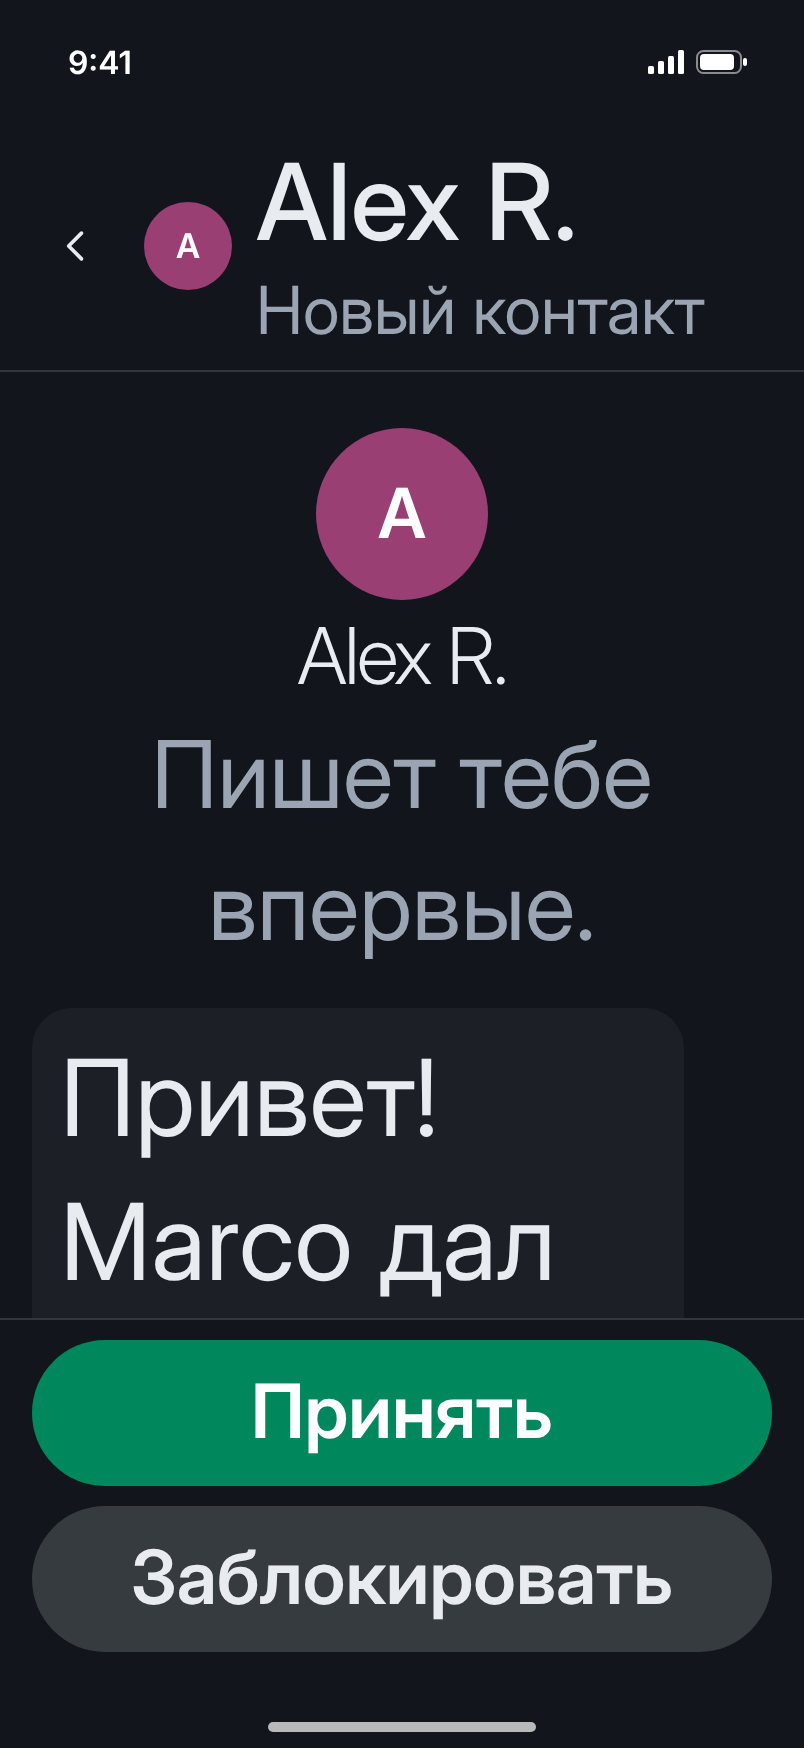 9:41
A
Alex R.
Новый контакт
A
Alex R.
Пишет тебе
впервые.
Привет!
Marco дал
Принять
Заблокировать